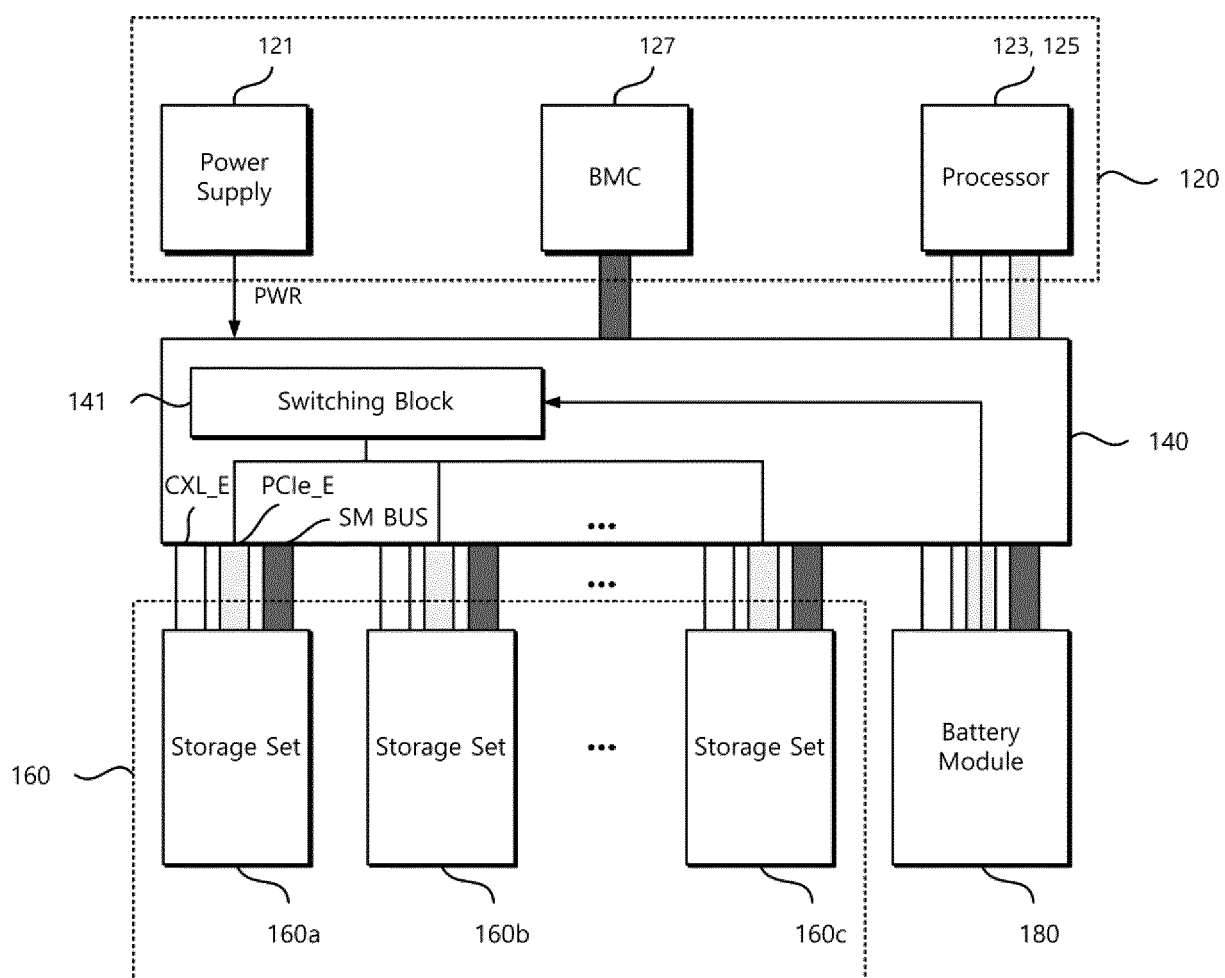 121
127
123, 125
Power
Supply
BMC
Processor
120
PWR
141
Switching Block
140
CXL_E
PCIe_E
SM BUS
...
...
Storage Set
Storage Set
...
Storage Set
Battery
Module
160
160a
160b
160c
180